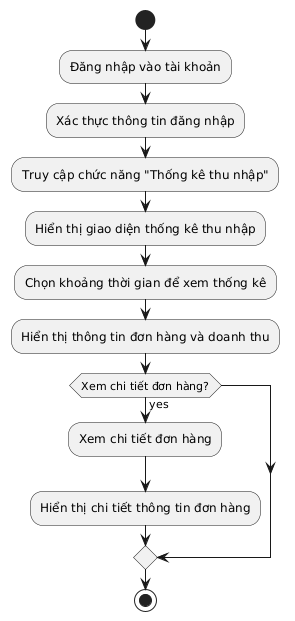 Đăng nhập vào tài khoản
Xác thực thông tin đăng nhập
Truy cập chức năng "Thống kê thu nhập"
Hiển thị giao diện thống kê thu nhập
Chọn khoảng thời gian để xem thống kê
Hiển thị thông tin đơn hàng và doanh thu
Xem chi tiết đơn hàng?
yes
Xem chi tiết đơn hàng
Hiển thị chi tiết thông tin đơn hàng